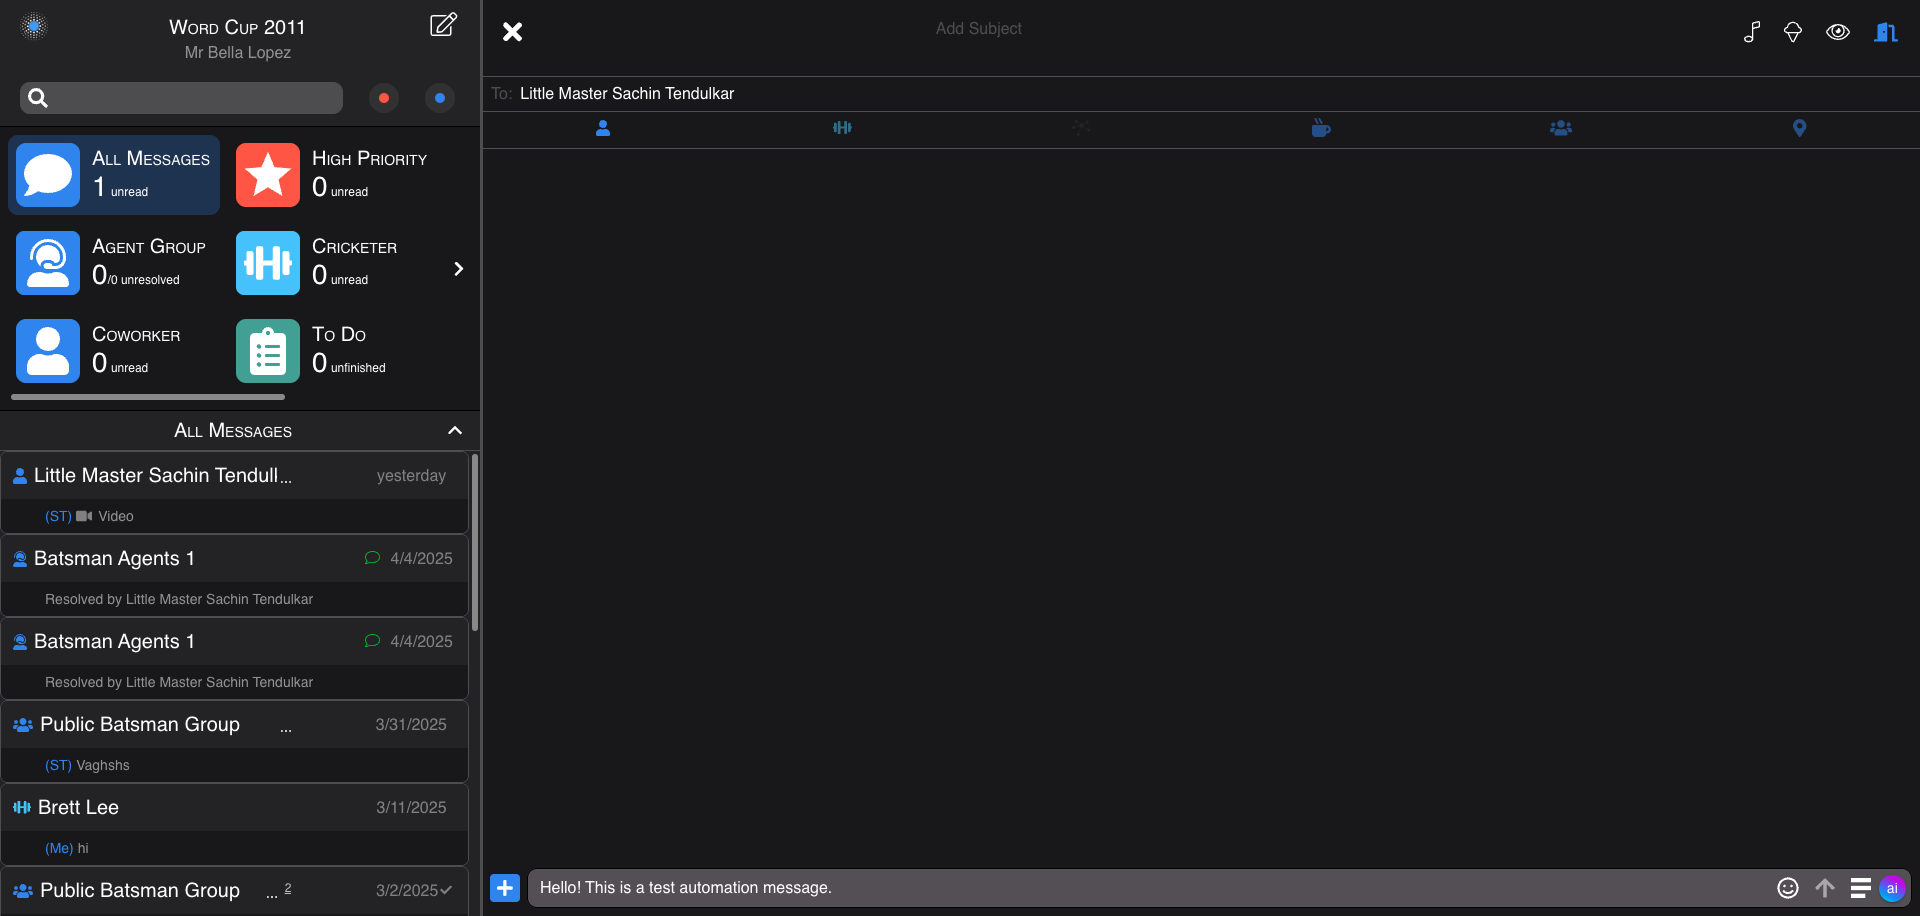 Word Cup 2011
Mr Bella Lopez
All Messages
1 unread
High Priority
0 unread
Agent Group
0/0 unresolved
Cricketer
0 unread
Coworker
0 unread
To Do
0 unfinished
All Messages
Little Master Sachin Tendull... yesterday
(ST) Video
Batsman Agents 1 4/4/2025
Resolved by Little Master Sachin Tendulkar
Batsman Agents 1 4/4/2025
Resolved by Little Master Sachin Tendulkar
Public Batsman Group ... 3/31/2025
(ST) Vaghshs
Brett Lee 3/11/2025
(Me) hi
Public Batsman Group ... 2 3/2/2025
Add Subject
To: Little Master Sachin Tendulkar
Hello! This is a test automation message.
ai